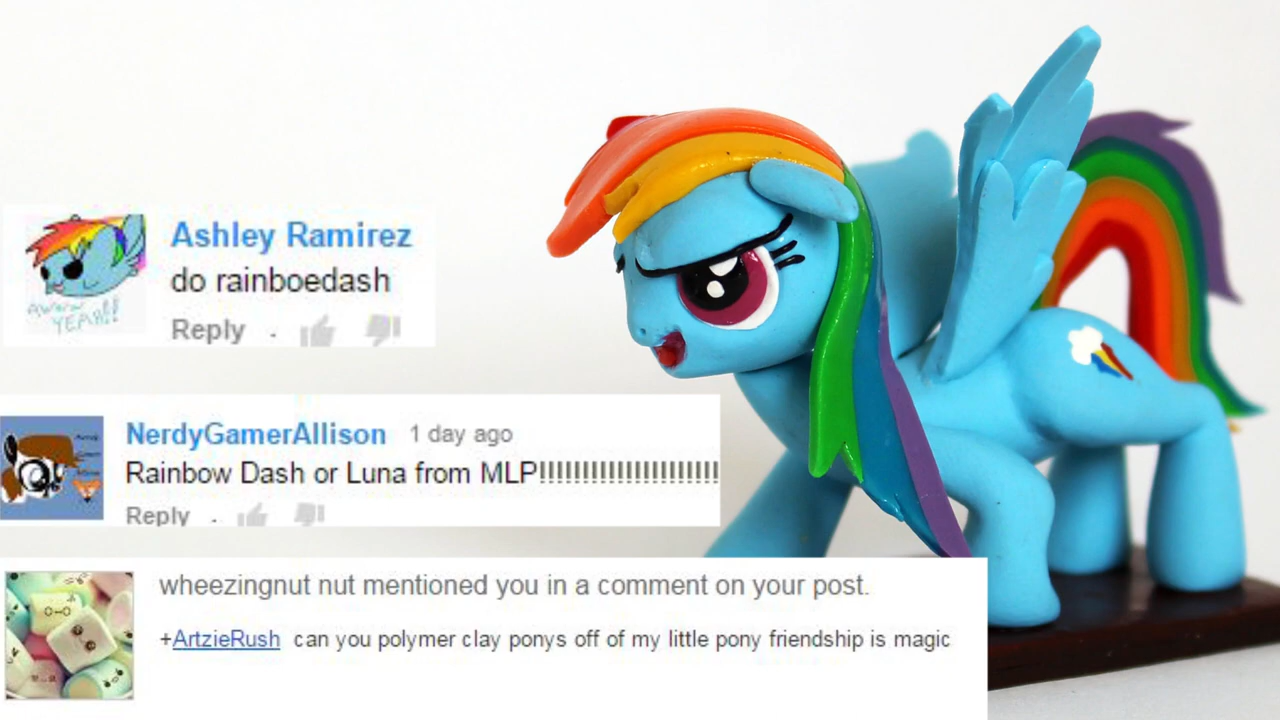 Ashley Ramirez
do rainboedash
Reply .
Awww
YEAH!!
NerdyGamerAllison 1 day ago
Rainbow Dash or Luna from MLP!!!!!!!!!!!!!!!!!!!!!!!
Reply .
wheezingnut nut mentioned you in a comment on your post.
+ArtzieRush can you polymer clay ponys off of my little pony friendship is magic